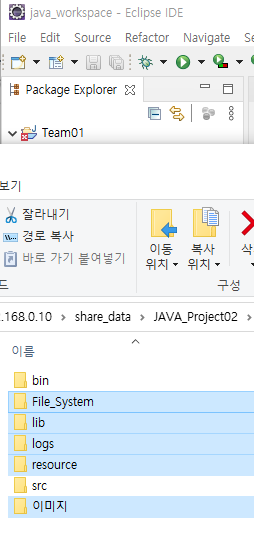 java_workspace - Eclipse IDE
File Edit Source Refactor Navigate
Package Explorer
Team01
보기
잘라내기
경로 복사
바로 가기 붙여넣기
이동 위치
복사 위치
삭
구성
.168.0.10 > share_data > JAVA_Project02 >
이름
bin
File_System
lib
logs
resource
src
이미지